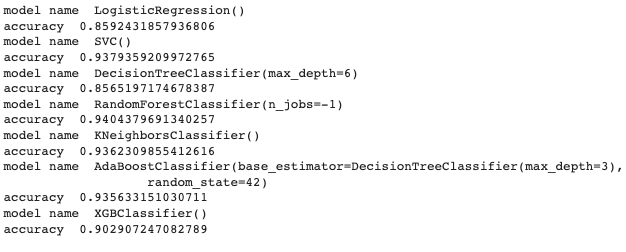 model name  LogisticRegression()
accuracy  0.8592431857936806
model name  SVC()
accuracy  0.9379359209972765
model name  DecisionTreeClassifier(max_depth=6)
accuracy  0.8565197174678387
model name  RandomForestClassifier(n_jobs=-1)
accuracy  0.9404379691340257
model name  KNeighborsClassifier()
accuracy  0.9362309855412616
model name  AdaBoostClassifier(base_estimator=DecisionTreeClassifier(max_depth=3),
                   random_state=42)
accuracy  0.935633151030711
model name  XGBClassifier()
accuracy  0.902907247082789